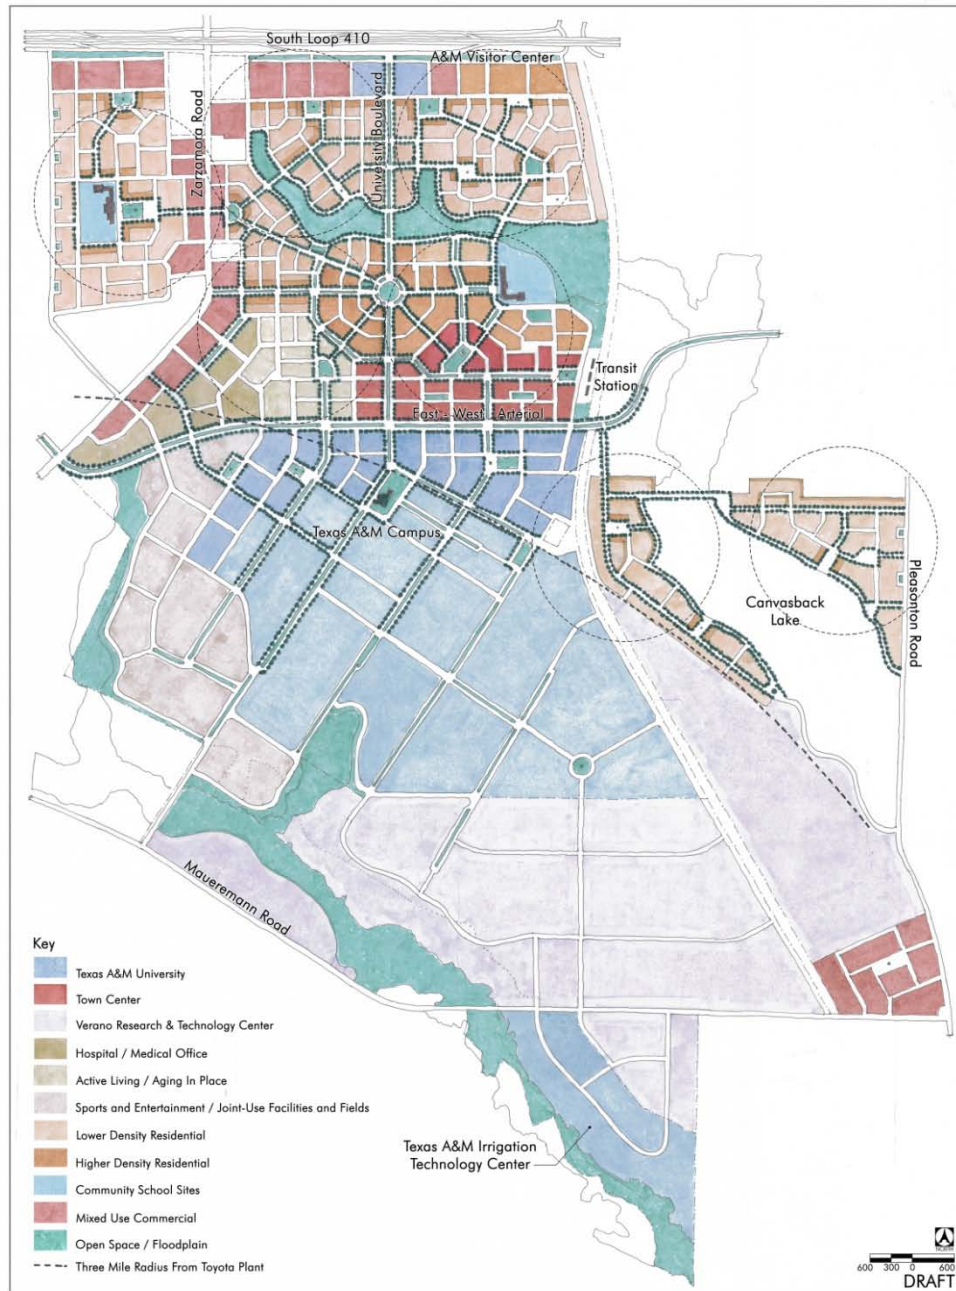 South Loop 410
A&M Visitor Center
Zarzamora Road
University Boulevard
Transit
Station
East - West Arterial
Texas A&M Campus
Canvasback
Lake
Pleasonton Road
Maueremann Road
Key
Texas A&M University
Town Center
Verano Research & Technology Center
Hospital / Medical Office
Active Living / Aging In Place
Sports and Entertainment / Joint-Use Facilities and Fields
Lower Density Residential
Higher Density Residential
Community School Sites
Mixed Use Commercial
Open Space / Floodplain
Three Mile Radius From Toyota Plant
Texas A&M Irrigation
Technology Center
NORTH
600 300 0 600
DRAFT